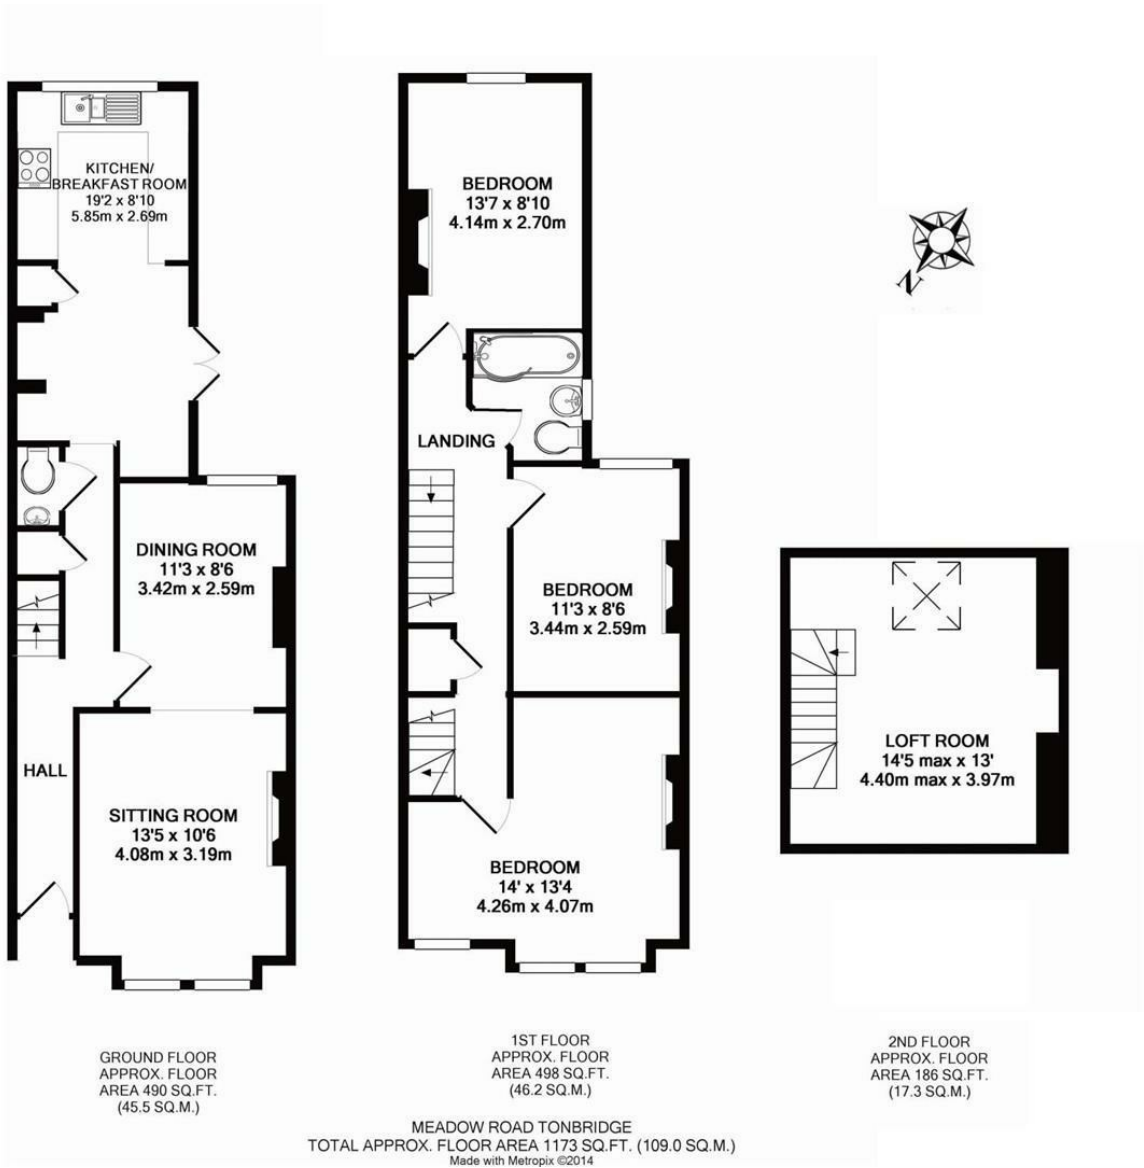 KITCHEN/
BREAKFAST ROOM
19'2 x 8'10
5.85m x 2.69m
DINING ROOM
11'3 x 8'6
3.42m x 2.59m
HALL
SITTING ROOM
13'5 x 10'6
4.08m x 3.19m
GROUND FLOOR
APPROX. FLOOR
AREA 490 SQ.FT.
(45.5 SQ.M.)
BEDROOM
13'7 x 8'10
4.14m x 2.70m
LANDING
BEDROOM
11'3 x 8'6
3.44m x 2.59m
BEDROOM
14' x 13'4
4.26m x 4.07m
1ST FLOOR
APPROX. FLOOR
AREA 498 SQ.FT.
(46.2 SQ.M.)
N
LOFT ROOM
14'5 max x 13'
4.40m max x 3.97m
2ND FLOOR
APPROX. FLOOR
AREA 186 SQ.FT.
(17.3 SQ.M.)
MEADOW ROAD TONBRIDGE
TOTAL APPROX. FLOOR AREA 1173 SQ.FT. (109.0 SQ.M.)
Made with Metropix ©2014